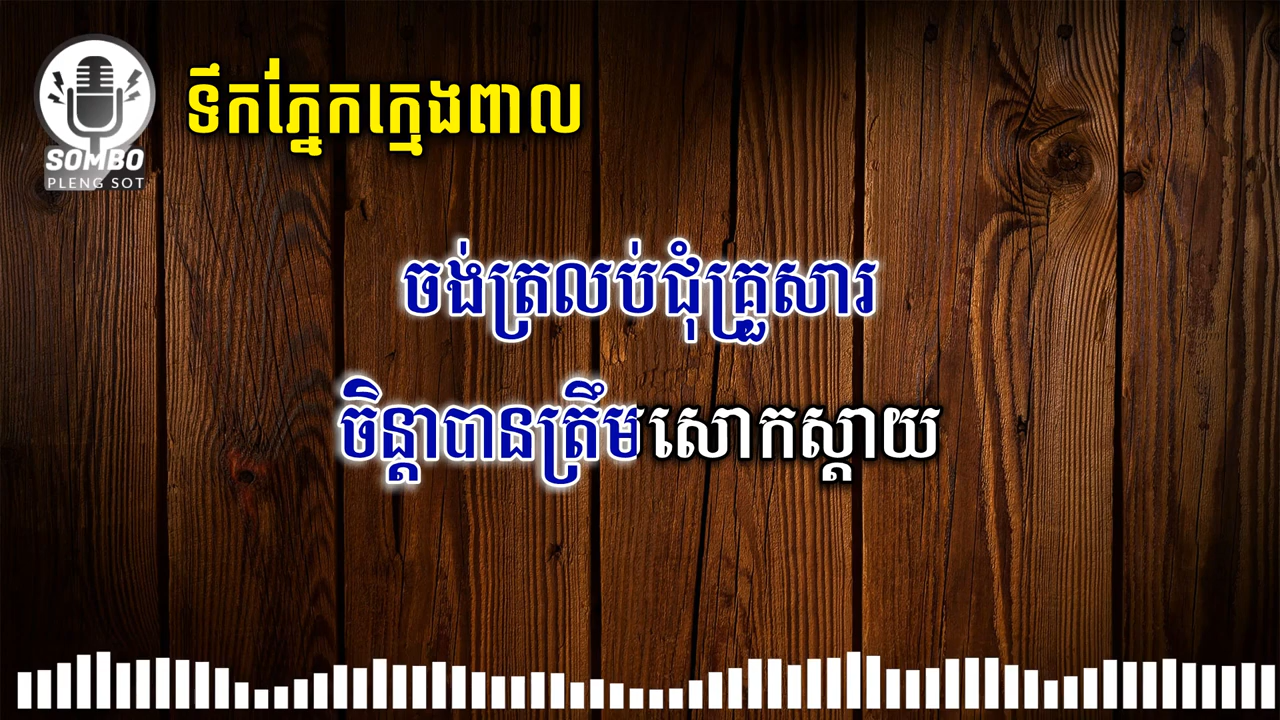 SOMBO
PLENG SOT
ទឹកភ្នែកក្មេងពាល
ចង់ត្រលប់ជុំគ្រួសារ
ចិន្តាបានត្រឹមសោកស្តាយ